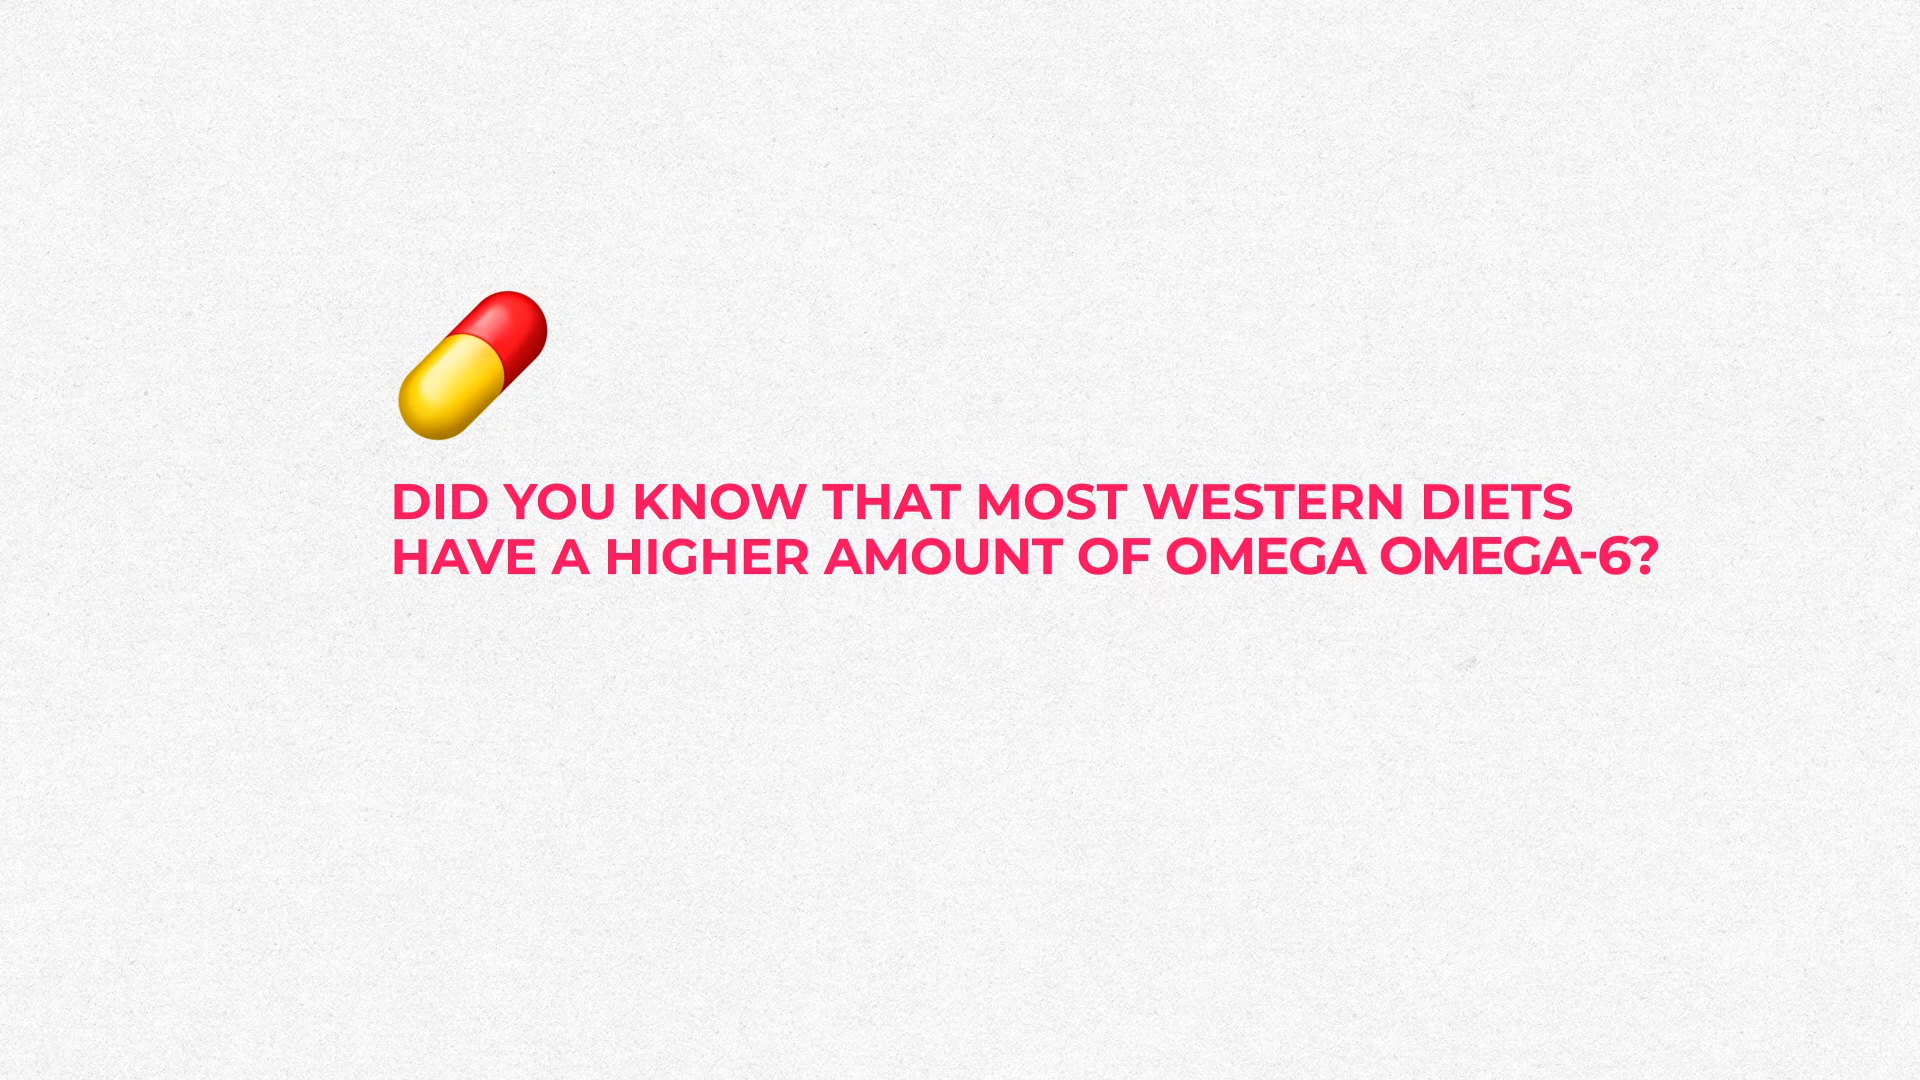 DID YOU KNOW THAT MOST WESTERN DIETS
HAVE A HIGHER AMOUNT OF OMEGA OMEGA-6?